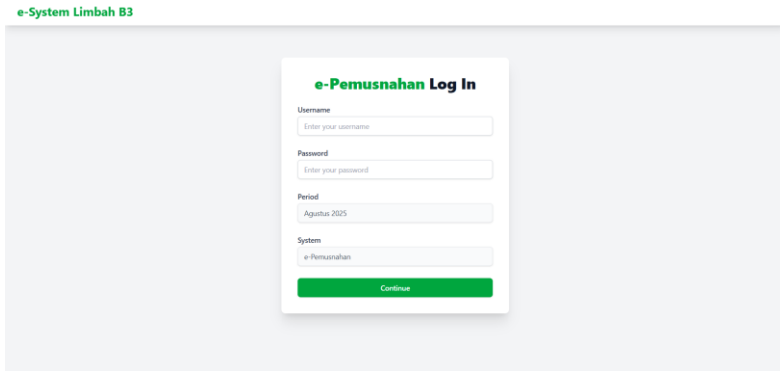 e-System Limbah B3
e-Pemusnahan Log In
Username
Enter your username
Password
Enter your password
Period
Agustus 2025
System
e-Pemusnahan
Continue